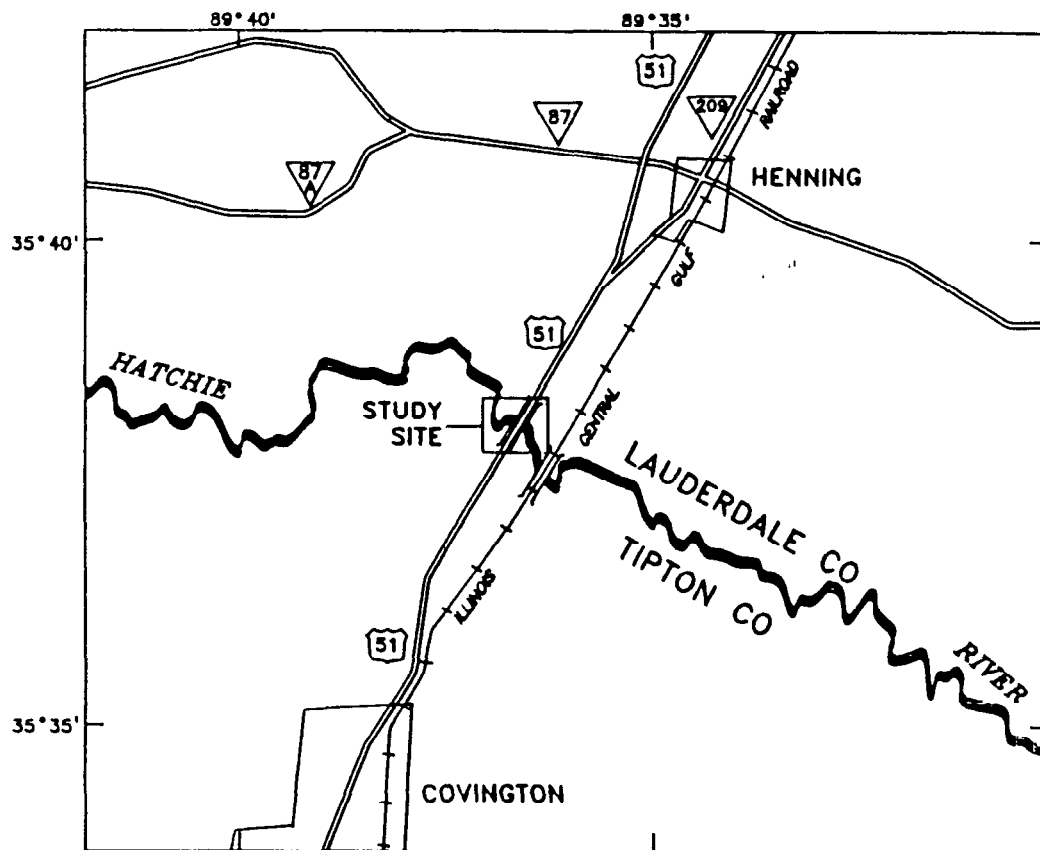 89°40'
89°35'
51
209
RAILROAD
87
87
A
HENNING
35°40'
GULF
51
HATCHIE
STUDY
SITE
CENTRAL
LAUDERDALE CO
TIPTON CO
ILLINOIS
51
RIVER
35°35'
COVINGTON